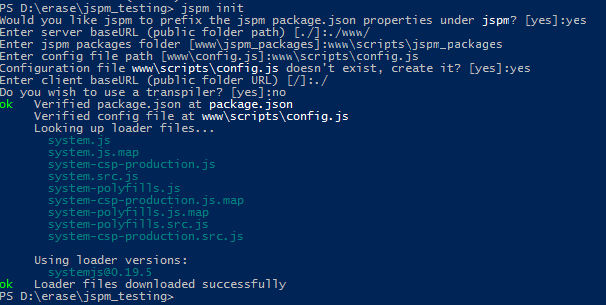 PS D:\erase\jspm_testing> jspm init
Would you like jspm to prefix the jspm package.json properties under jspm? [yes]:yes
Enter server baseURL (public folder path) [./]:./www/
Enter jspm packages folder [www\jspm_packages]:www\scripts\jspm_packages
Enter config file path [www\config.js]:www\scripts\config.js
Configuration file www\scripts\config.js doesn't exist, create it? [yes]:yes
Enter client baseURL (public folder URL) [/]:./
Do you wish to use a transpiler? [yes]:no
ok   Verified package.json at package.json
     Verified config file at www\scripts\config.js
     Looking up loader files...
       system.js
       system.js.map
       system-csp-production.js
       system.src.js
       system-polyfills.js
       system-csp-production.js.map
       system-polyfills.js.map
       system-polyfills.src.js
       system-csp-production.src.js
     Using loader versions:
       systemjs@0.19.5
ok   Loader files downloaded successfully
PS D:\erase\jspm_testing>